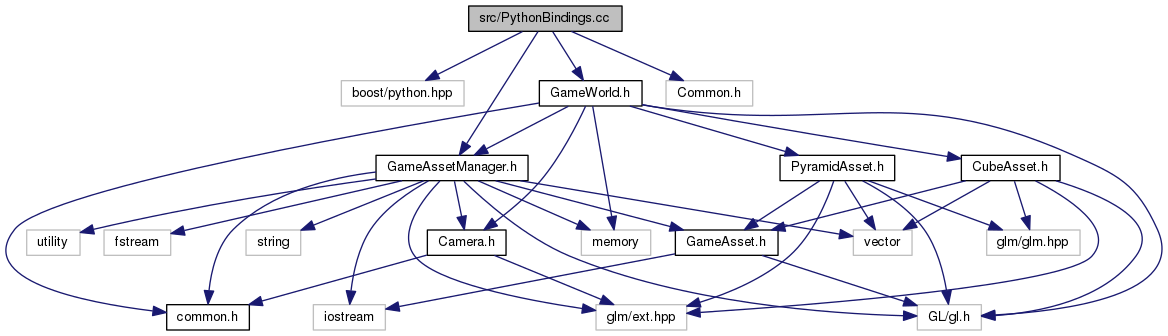 src/PythonBindings.cc
boost/python.hpp
GameWorld.h
Common.h
GameAssetManager.h
PyramidAsset.h
CubeAsset.h
utility
fstream
string
Camera.h
memory
GameAsset.h
vector
glm/glm.hpp
common.h
iostream
glm/ext.hpp
GL/gl.h